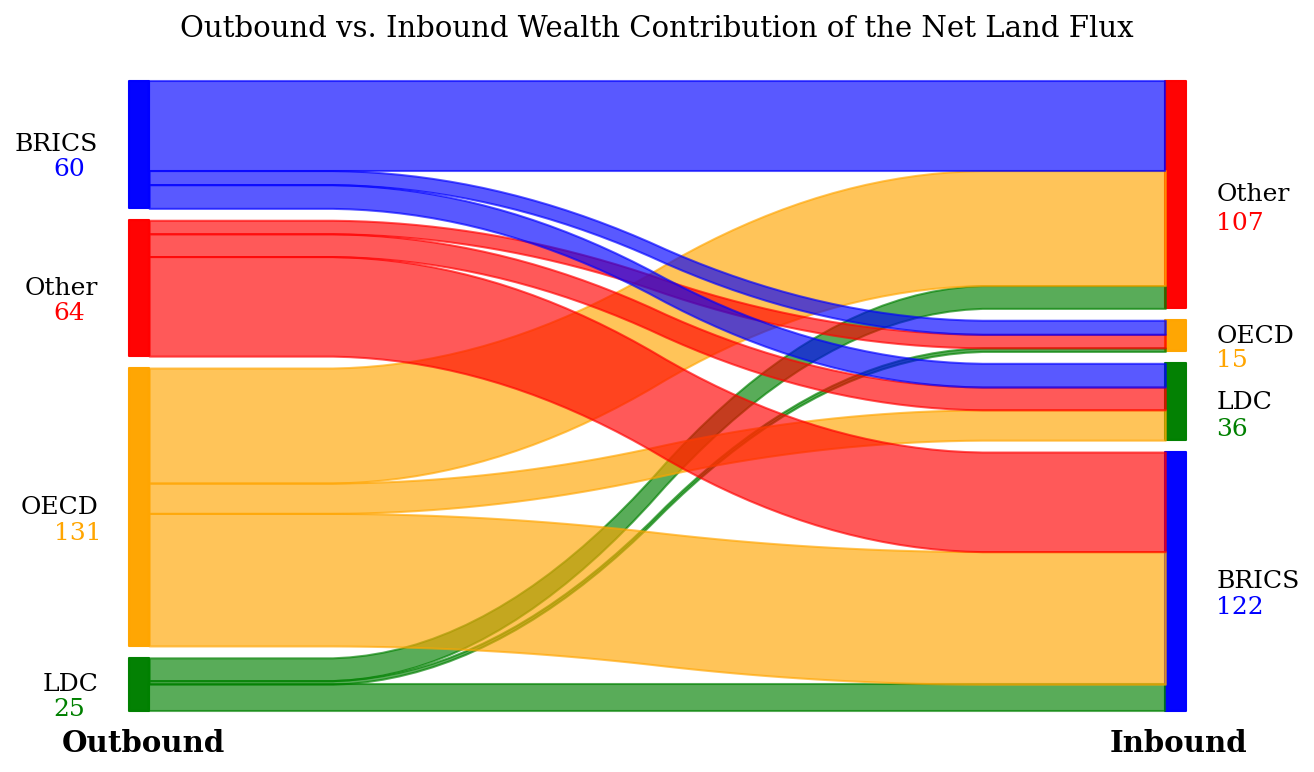 Outbound vs. Inbound Wealth Contribution of the Net Land Flux
BRICS
60
Other
64
OECD
131
LDC
25
Outbound
Other
107
OECD
15
LDC
36
BRICS
122
Inbound